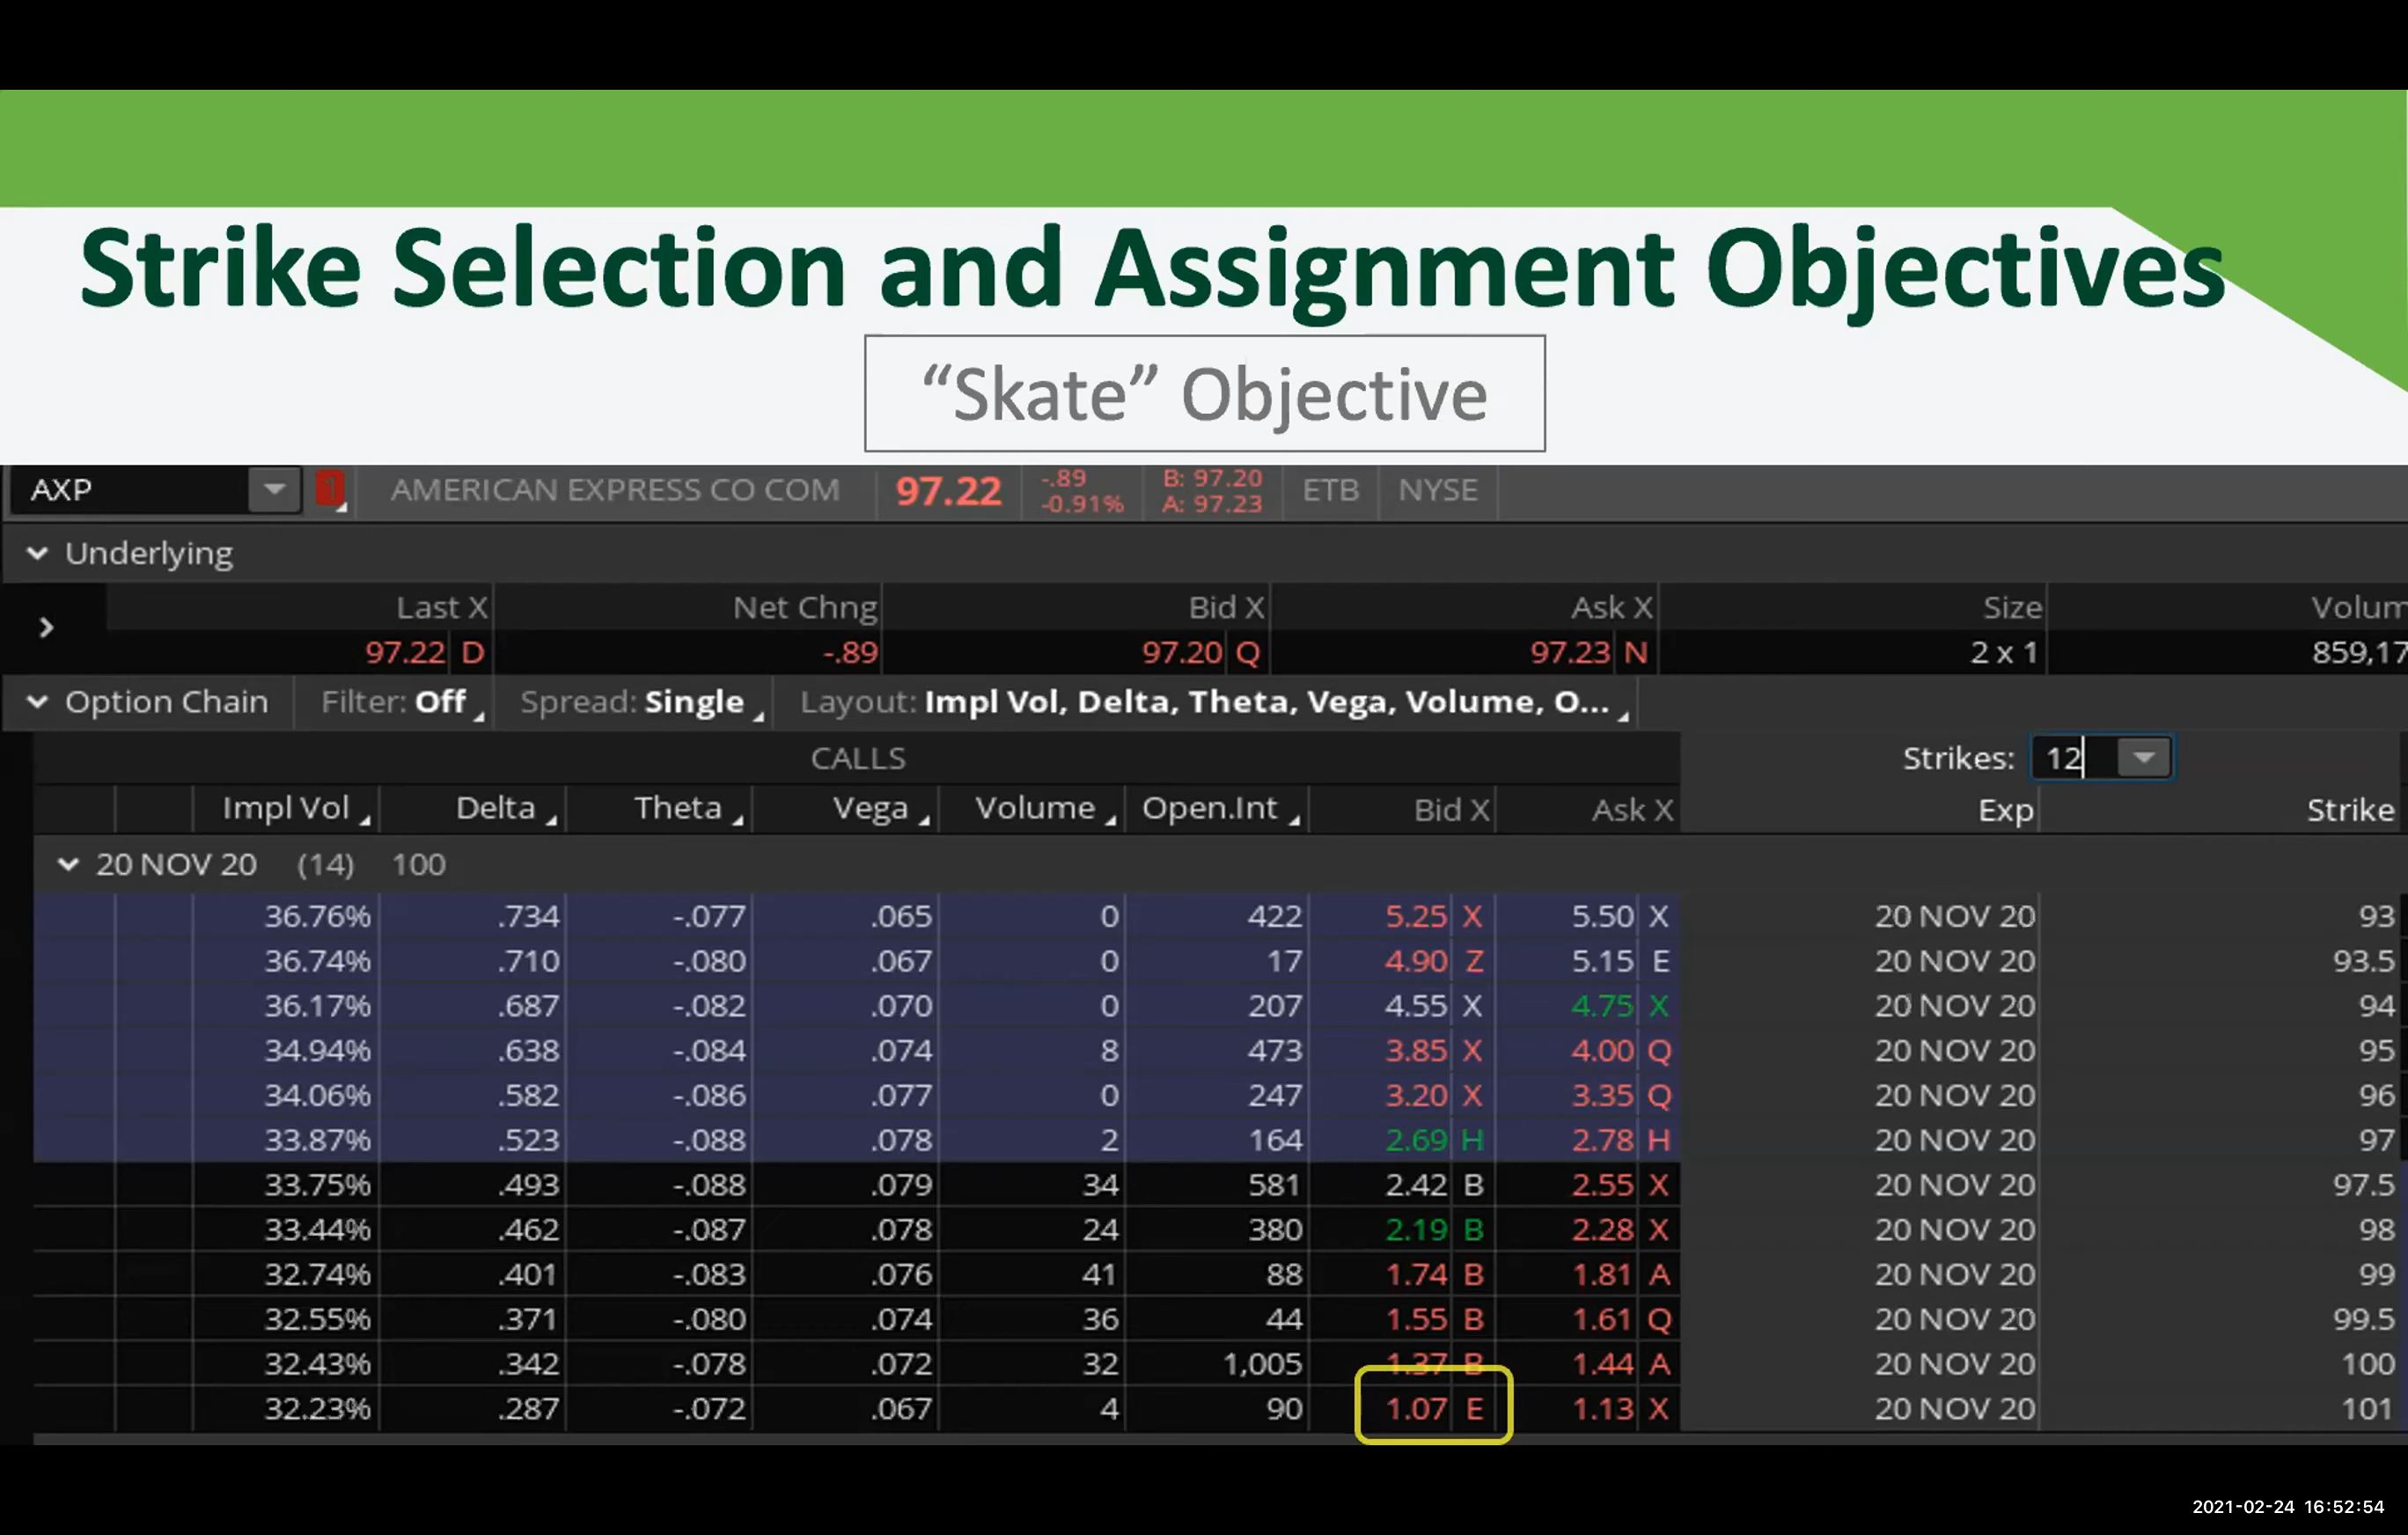 Strike Selection and Assignment Objectives
“Skate” Objective
AXP 1 AMERICAN EXPRESS CO COM 97.22 -.89 -0.91% B: 97.20 A: 97.23 ETB NYSE
Underlying
Last X Net Chng Bid X Ask X Size Volum
97.22 D -.89 97.20 Q 97.23 N 2 x 1 859,17
Option Chain Filter: Off Spread: Single Layout: Impl Vol, Delta, Theta, Vega, Volume, O...
CALLS Strikes: 12
Impl Vol Delta Theta Vega Volume Open.Int Bid X Ask X Exp Strike
20 NOV 20 (14) 100
36.76% .734 -.077 .065 0 422 5.25 X 5.50 X 20 NOV 20 93
36.74% .710 -.080 .067 0 17 4.90 Z 5.15 E 20 NOV 20 93.5
36.17% .687 -.082 .070 0 207 4.55 X 4.75 X 20 NOV 20 94
34.94% .638 -.084 .074 8 473 3.85 X 4.00 Q 20 NOV 20 95
34.06% .582 -.086 .077 0 247 3.20 X 3.35 Q 20 NOV 20 96
33.87% .523 -.088 .078 2 164 2.69 H 2.78 H 20 NOV 20 97
33.75% .493 -.088 .079 34 581 2.42 B 2.55 X 20 NOV 20 97.5
33.44% .462 -.087 .078 24 380 2.19 B 2.28 X 20 NOV 20 98
32.74% .401 -.083 .076 41 88 1.74 B 1.81 A 20 NOV 20 99
32.55% .371 -.080 .074 36 44 1.55 B 1.61 Q 20 NOV 20 99.5
32.43% .342 -.078 .072 32 1,005 1.37 B 1.44 A 20 NOV 20 100
32.23% .287 -.072 .067 4 90 1.07 E 1.13 X 20 NOV 20 101
2021-02-24 16:52:54